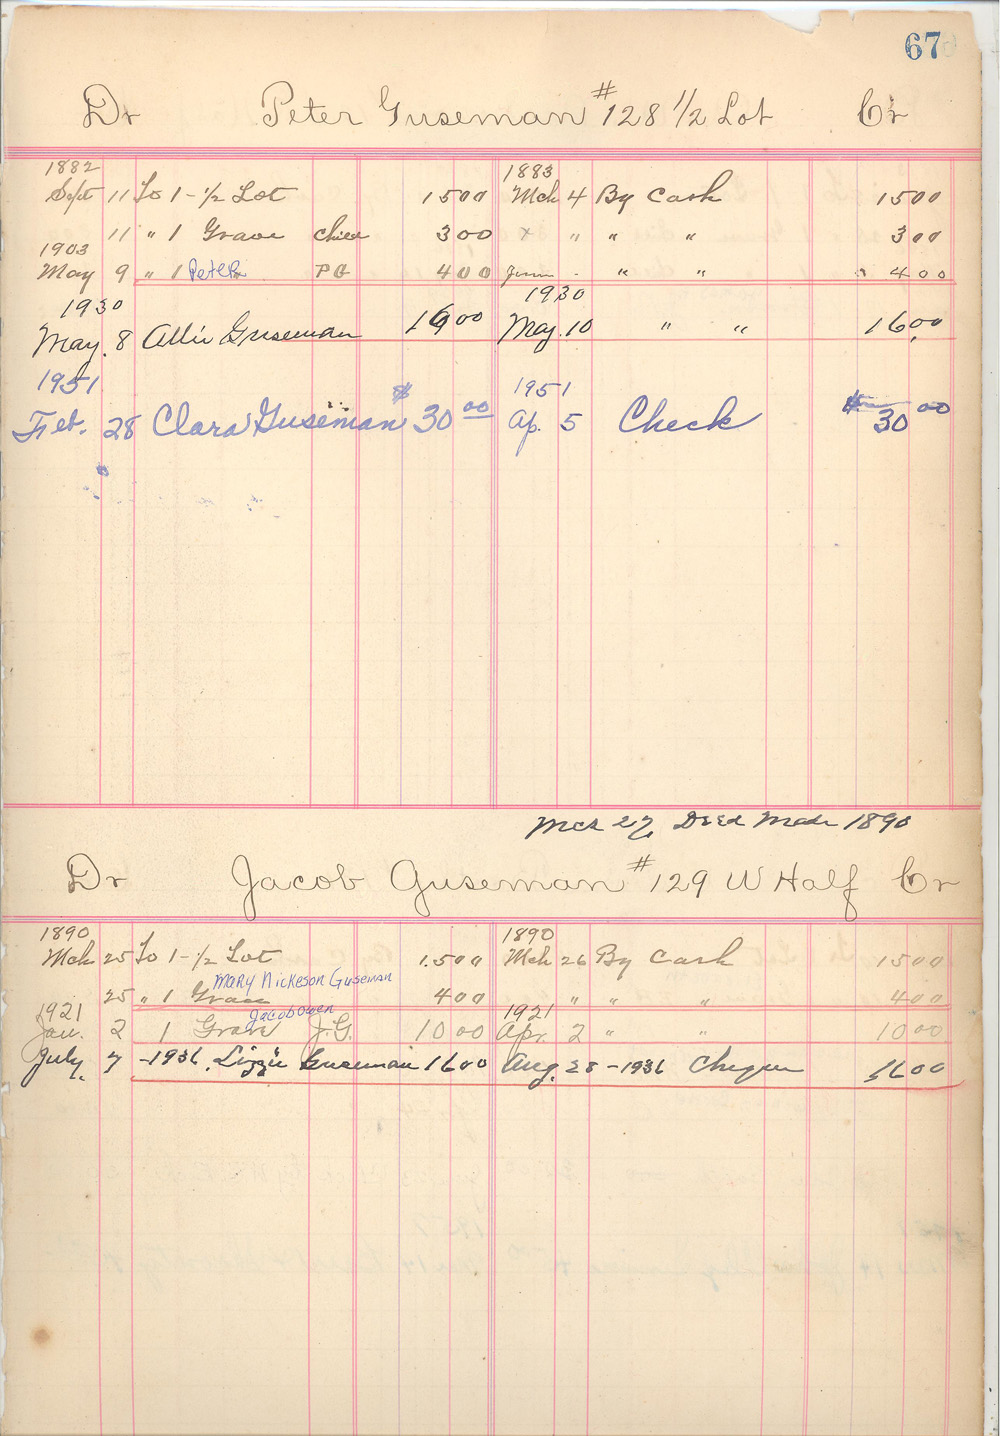 67
Dr Peter Guseman #128 1/2 Lot Cr
1882 1883
Sept 11 To 1-1/2 Lot 1500 Mch 4 By Cash 1500
11 " 1 Grave Child 300 x " " " 300
1903
May 9 " 1 Peter PG 400 June " " 400
1930 1930
May. 8 Allie Guseman 1600 May. 10 " " 1600
1951 1951
Feb. 28 Clara Guseman $30 00 Ap. 5 Check $30 00
Mch 27, Deed Made 1890
Dr Jacob Guseman #129 W Half Cr
1890 1890
Mch 25 To 1-1/2 Lot 1.500 Mch 26 By Cash 1500
Mary Nickeson Guseman
25 " 1 Grave 400 " " " 400
1921 Jacob Owen 1921
Jan. 2 1 Grave J.G. 1000 Apr. 2 " " 1000
July 7 -1936. Lizzie Guseman 1600 Aug. 28 -1936 1600